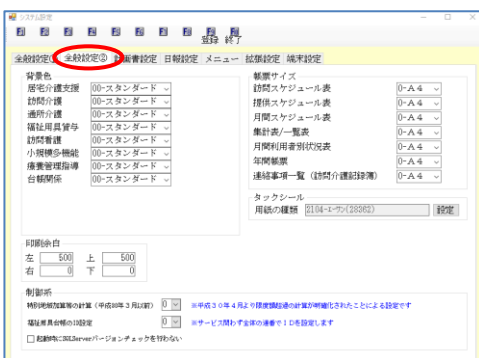 システム設定
F1 F2 F3 F4 F5 F6 F7 F8
登録 終了
全般設定① 全般設定② 計画書設定 日報設定 メニュー 拡張設定 端末設定
背景色
居宅介護支援 00-スタンダード
訪問介護 00-スタンダード
通所介護 00-スタンダード
福祉用具貸与 00-スタンダード
訪問看護 00-スタンダード
小規模多機能 00-スタンダード
療養管理指導 00-スタンダード
台帳関係 00-スタンダード
帳票サイズ
訪問スケジュール表 0-A4
提供スケジュール表 0-A4
月間スケジュール表 0-A4
集計表/一覧表 0-A4
月間利用者別状況表 0-A4
年間帳票 0-A4
連絡事項一覧（訪問介護記録簿） 0-A4
タックシール
用紙の種類 2104-エーワン(28362) 設定
印刷余白
左 500 上 500
右 0 下 0
制御系
特別地域加算等の計算（平成30年3月以前） 0 ※平成30年4月より限度額超過の計算が明確化されたことによる設定です
福祉用具台帳のID設定 0 ※サービス問わず全体の連番でIDを設定します
起動時にSQLServerバージョンチェックを行わない